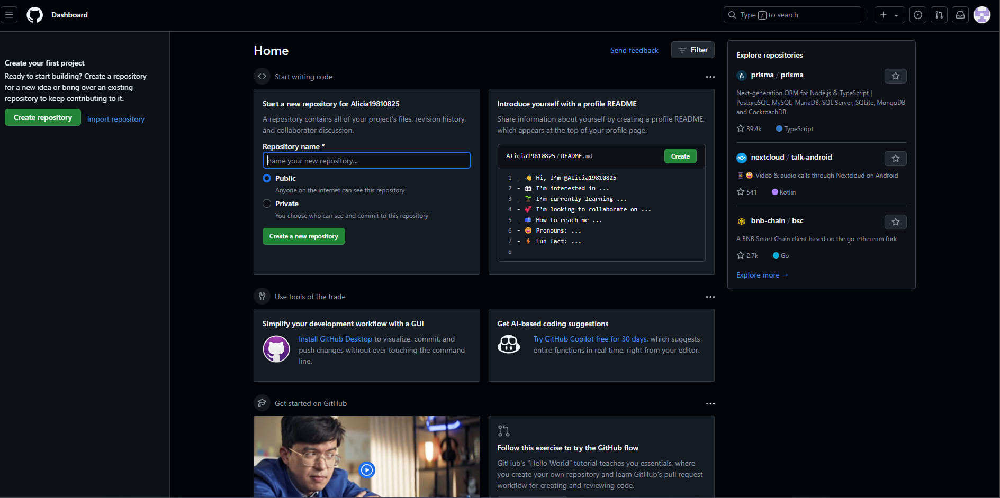 Dashboard
Type / to search
Create your first project
Ready to start building? Create a repository
for a new idea or bring over an existing
repository to keep contributing to it.
Create repository
Import repository
Home
Send feedback
Filter
Start writing code
Start a new repository for Alicia19810825
A repository contains all of your project's files, revision history,
and collaborator discussion.
Repository name *
name your new repository...
Public
Anyone on the internet can see this repository
Private
You choose who can see and commit to this repository
Create a new repository
Introduce yourself with a profile README
Share information about yourself by creating a profile README,
which appears at the top of your profile page.
Alicia19810825 / README.md
Create
1 - 👋 Hi, I’m @Alicia19810825
2 - 👀 I’m interested in ...
3 - 🌱 I’m currently learning ...
4 - 💞️ I’m looking to collaborate on ...
5 - 📫 How to reach me ...
6 - 😄 Pronouns: ...
7 - ⚡ Fun fact: ...
8
Use tools of the trade
Simplify your development workflow with a GUI
Install GitHub Desktop to visualize, commit, and
push changes without ever touching the command
line.
Get AI-based coding suggestions
Try GitHub Copilot free for 30 days, which suggests
entire functions in real time, right from your editor.
Get started on GitHub
Follow this exercise to try the GitHub flow
GitHub's “Hello World” tutorial teaches you essentials, where
you create your own repository and learn GitHub's pull request
workflow for creating and reviewing code.
Explore repositories
prisma / prisma
Next-generation ORM for Node.js & TypeScript |
PostgreSQL, MySQL, MariaDB, SQL Server, SQLite, MongoDB
and CockroachDB
39.4k
TypeScript
nextcloud / talk-android
Video & audio calls through Nextcloud on Android
541
Kotlin
bnb-chain / bsc
A BNB Smart Chain client based on the go-ethereum fork
2.7k
Go
Explore more →